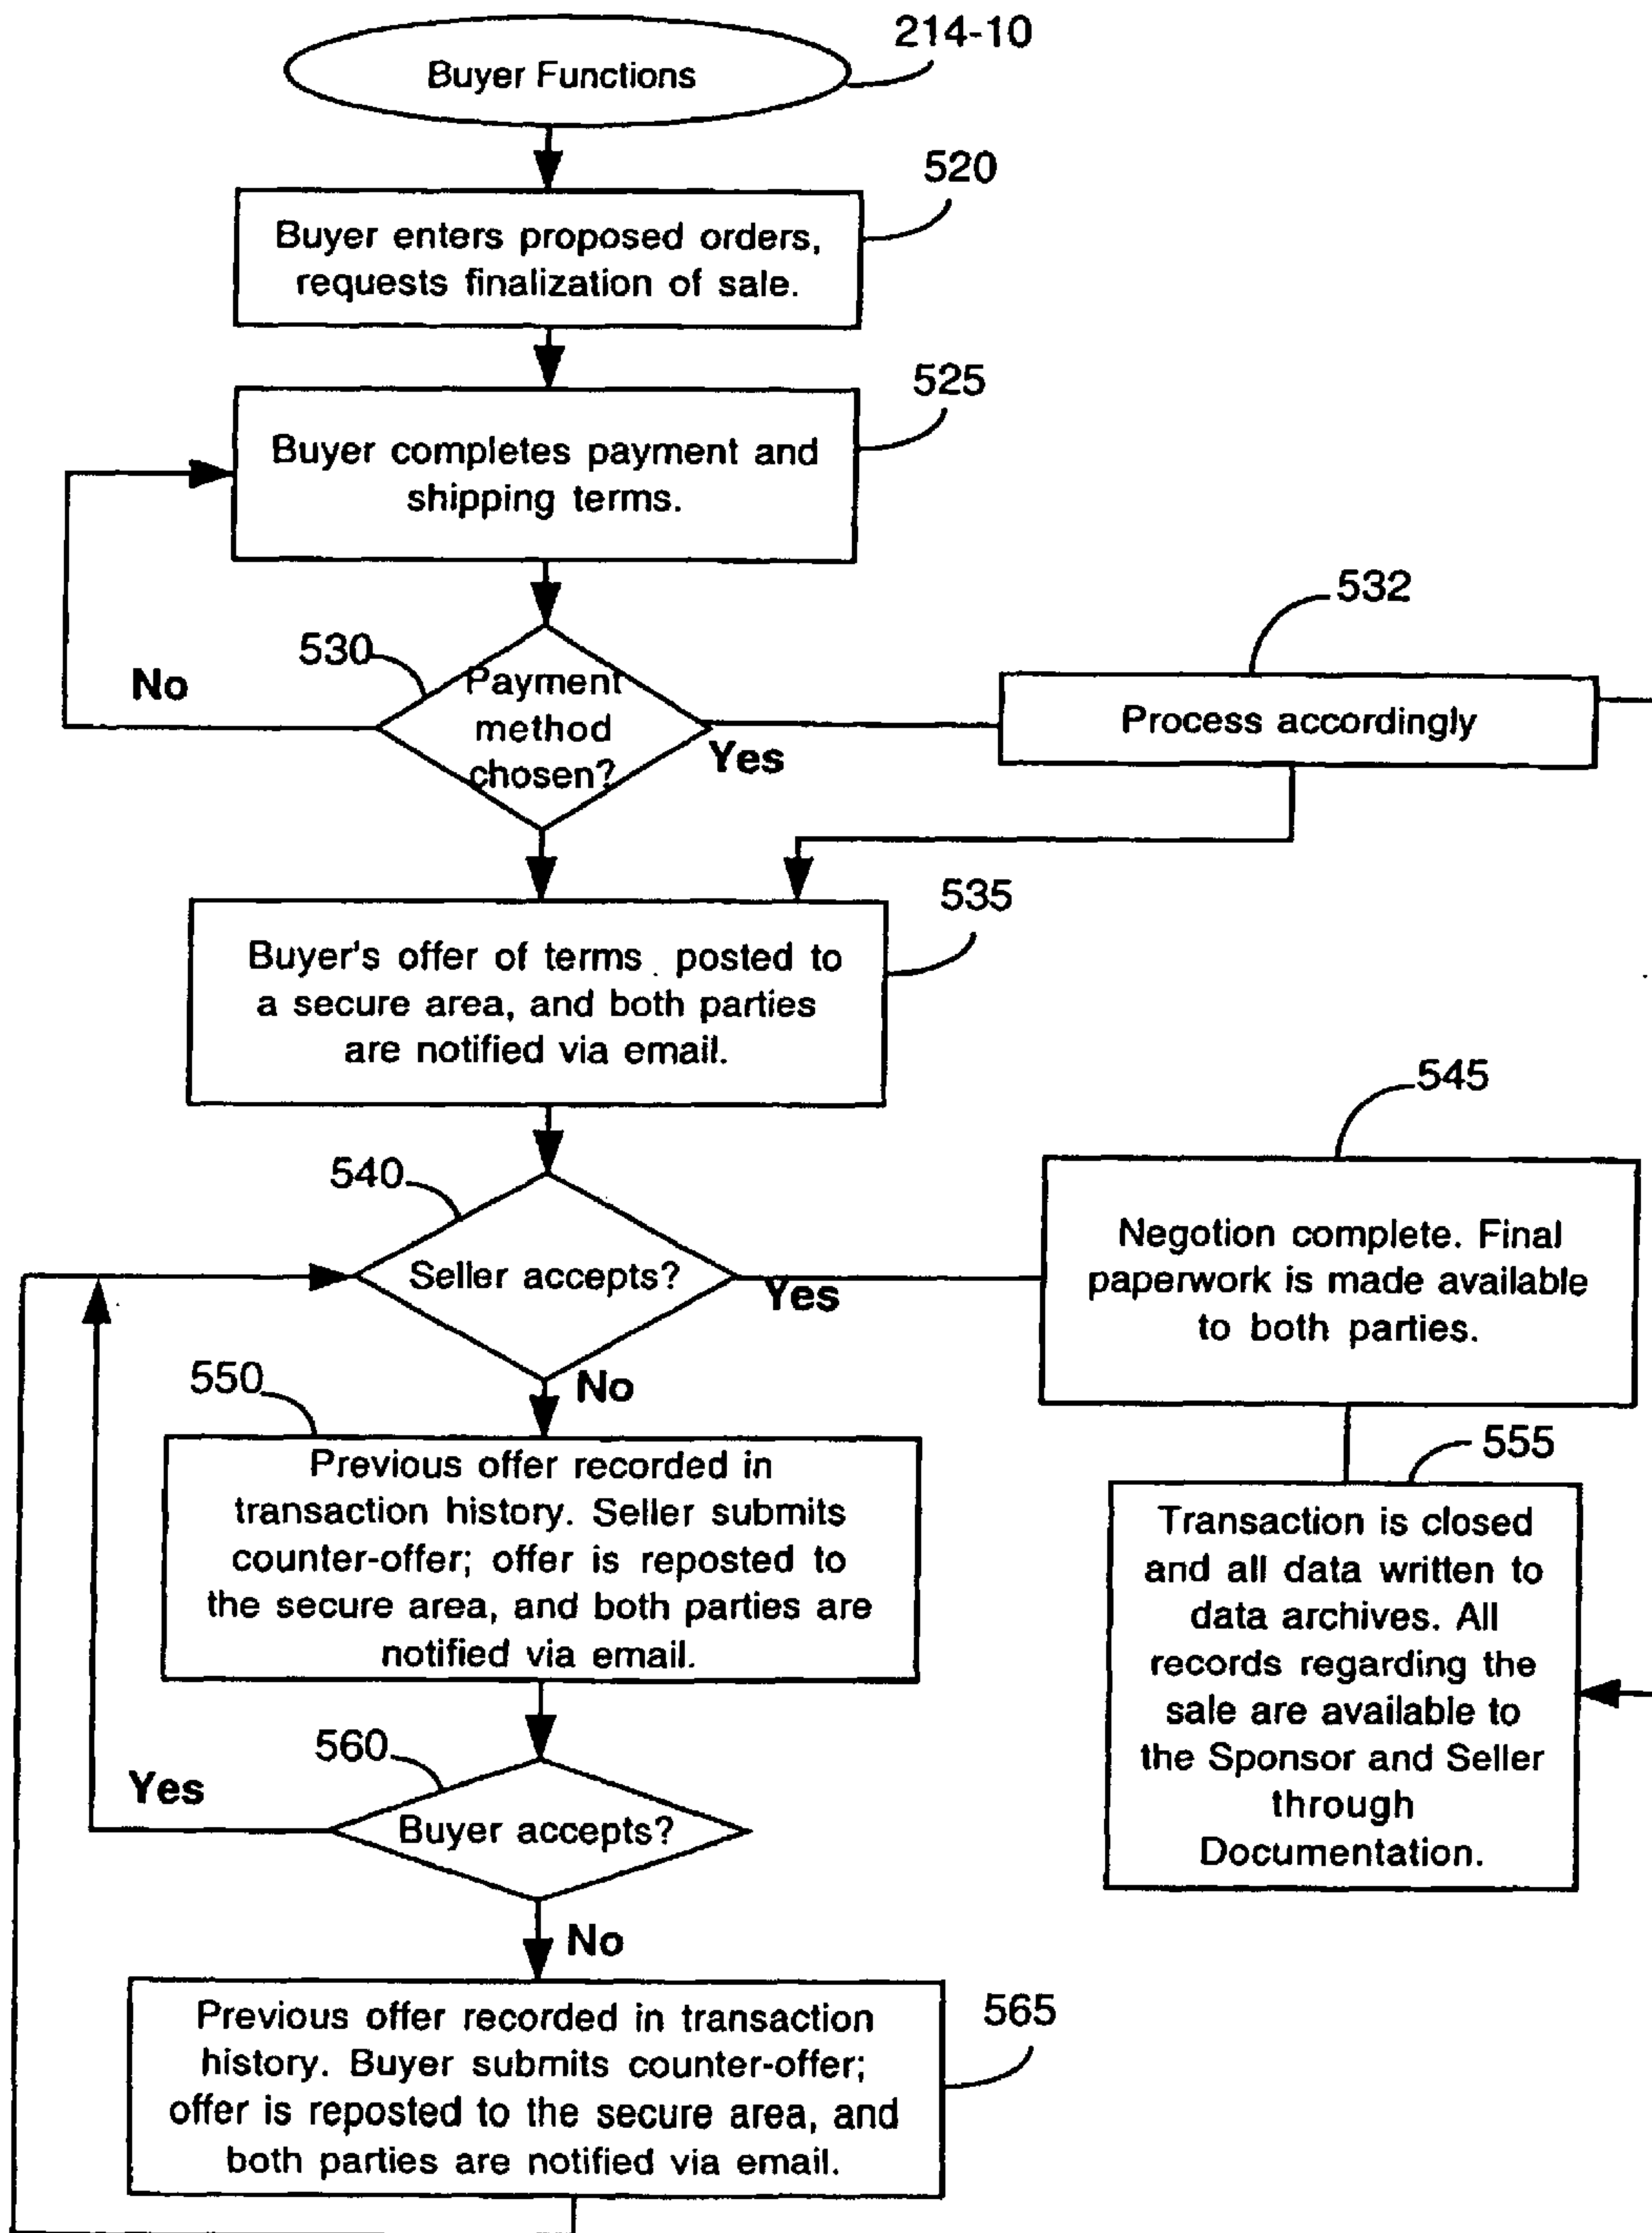 214-10
Buyer Functions
520
Buyer enters proposed orders,
requests finalization of sale.
525
Buyer completes payment and
shipping terms.
530
No
Payment
method
chosen?
Yes
532
Process accordingly
535
Buyer's offer of terms posted to
a secure area, and both parties
are notified via email.
540
Seller accepts?
Yes
No
545
Negotion complete. Final
paperwork is made available
to both parties.
550
Previous offer recorded in
transaction history. Seller submits
counter-offer; offer is reposted to
the secure area, and both parties are
notified via email.
555
Transaction is closed
and all data written to
data archives. All
records regarding the
sale are available to
the Sponsor and Seller
through
Documentation.
560
Yes
Buyer accepts?
No
565
Previous offer recorded in transaction
history. Buyer submits counter-offer;
offer is reposted to the secure area, and
both parties are notified via email.